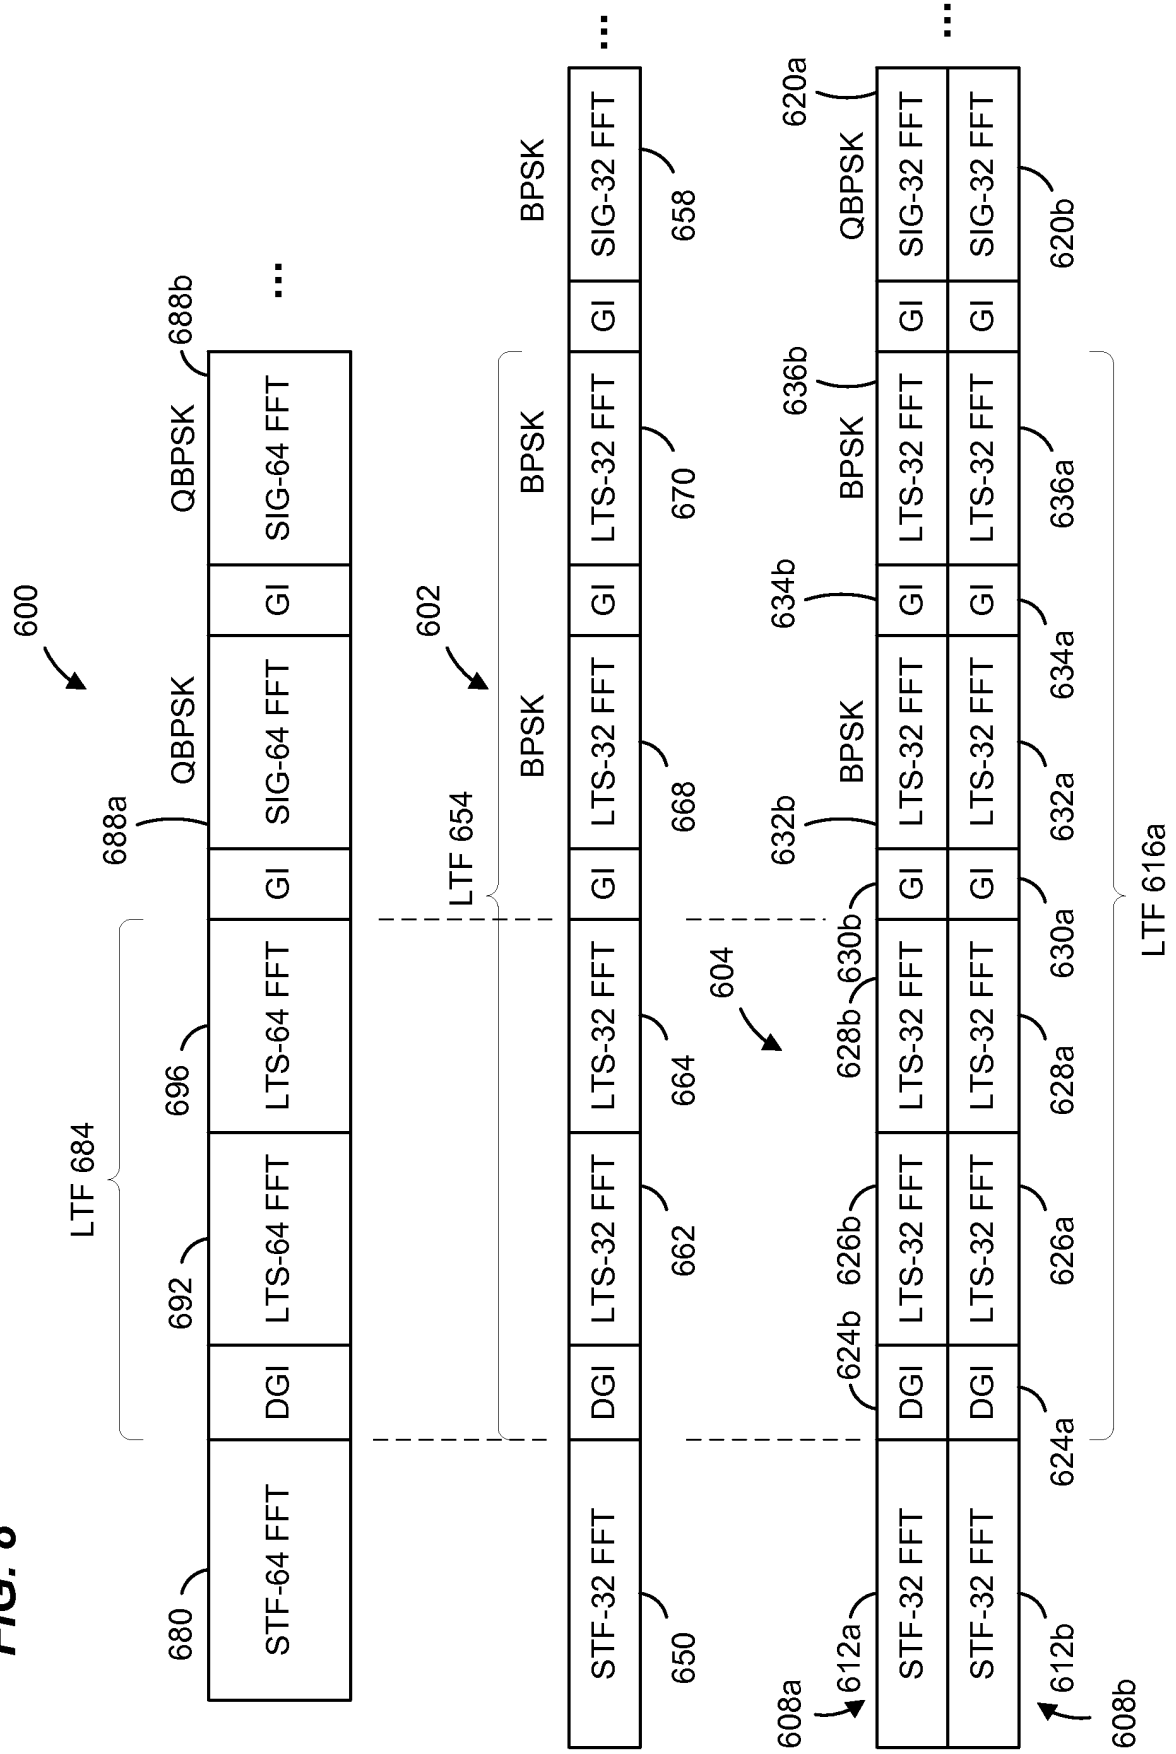 FIG.
600
LTF 684
680
692
696
688a
QBPSK
QBPSK
688b
STF-64 FFT
DGI
LTS-64 FFT
LTS-64 FFT
GI
SIG-64 FFT
GI
SIG-64 FFT
...
602
LTF 654
BPSK
BPSK
BPSK
STF-32 FFT
DGI
LTS-32 FFT
LTS-32 FFT
GI
LTS-32 FFT
GI
LTS-32 FFT
GI
SIG-32 FFT
...
650
662
664
668
670
658
604
608a
612a
624b
626b
628b
630b
632b
BPSK
634b
636b
BPSK
QBPSK
620a
STF-32 FFT
DGI
LTS-32 FFT
LTS-32 FFT
GI
LTS-32 FFT
GI
LTS-32 FFT
GI
SIG-32 FFT
...
STF-32 FFT
DGI
LTS-32 FFT
LTS-32 FFT
GI
LTS-32 FFT
GI
LTS-32 FFT
GI
SIG-32 FFT
608b
612b
624a
626a
628a
630a
632a
634a
636a
620b
LTF 616a